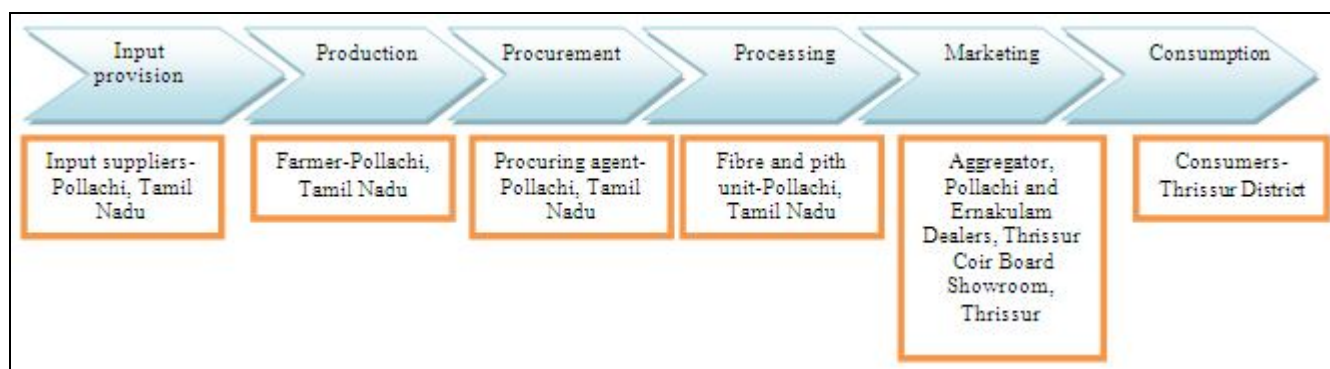 Input
provision
Production
Procurement
Processing
Marketing
Consumption
Input suppliers-
Pollachi, Tamil
Nadu
Farmer-Pollachi,
Tamil Nadu
Procuring agent-
Pollachi, Tamil
Nadu
Fibre and pith
unit-Pollachi,
Tamil Nadu
Aggregator,
Pollachi and
Ernakulam
Dealers, Thrissur
Coir Board
Showroom,
Thrissur
Consumers-
Thrissur District